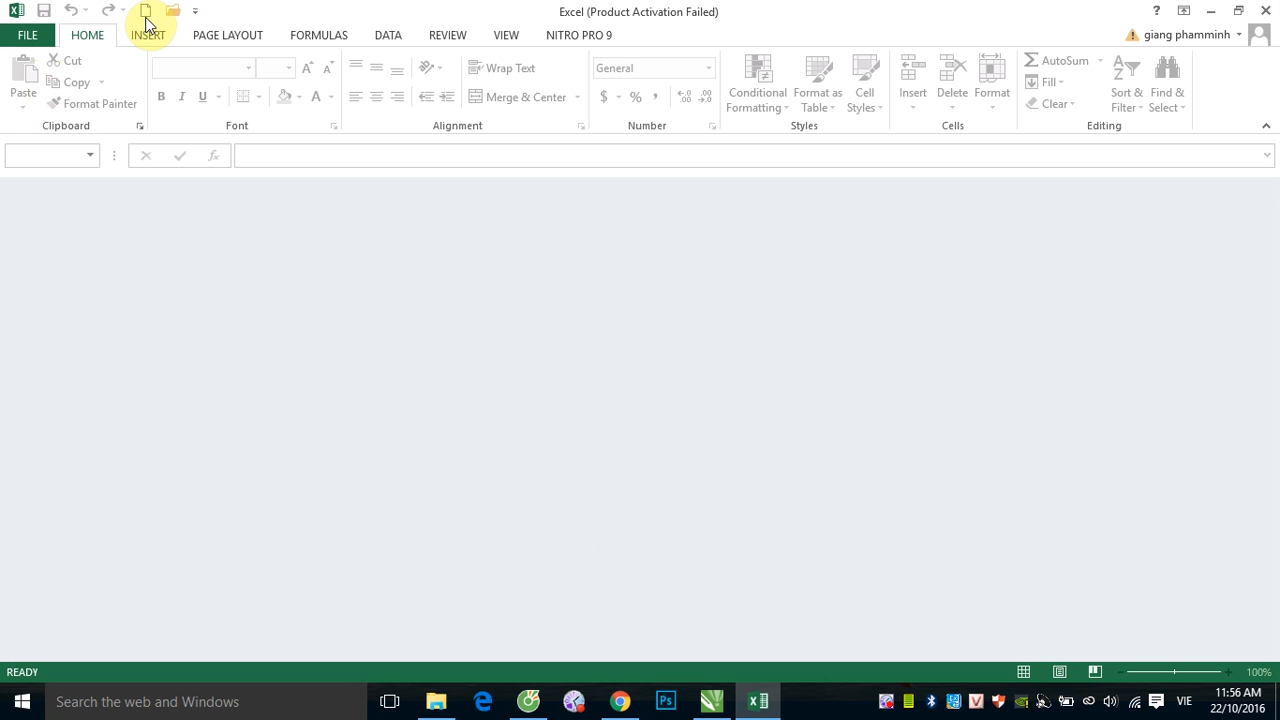 Excel (Product Activation Failed)
?
FILE
HOME
INSERT
PAGE LAYOUT
FORMULAS
DATA
REVIEW
VIEW
NITRO PRO 9
giang phamminh
Paste
Cut
Copy
Format Painter
Clipboard
B I U
A A A
Font
Wrap Text
Merge & Center
Alignment
General
$ % ,
Number
Conditional Formatting
Format as Table
Cell Styles
Styles
Insert
Delete
Format
Cells
AutoSum
Fill
Clear
Sort & Filter
Find & Select
Editing
fx
READY
100%
Search the web and Windows
Ps
VIE
11:56 AM
22/10/2016